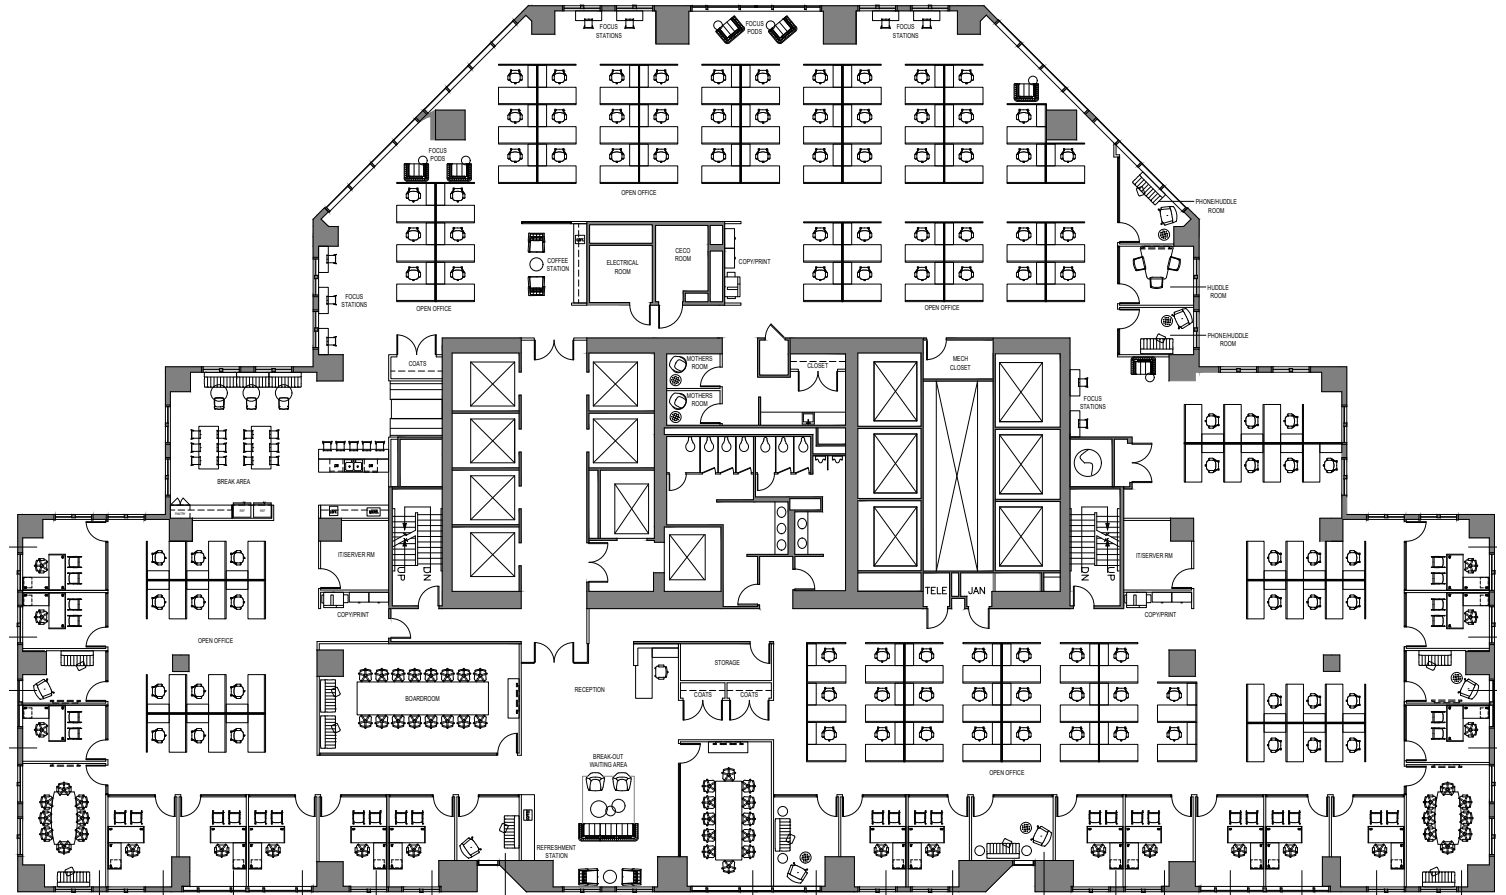 FOCUS
STATIONS
FOCUS
PODS
FOCUS
STATIONS
FOCUS
PODS
OPEN OFFICE
PHONE/HUDDLE
ROOM
COFFEE
STATION
ELECTRICAL
ROOM
CECO
ROOM
COPY/PRINT
HUDDLE
ROOM
FOCUS
STATIONS
OPEN OFFICE
OPEN OFFICE
PHONE/HUDDLE
ROOM
COATS
MOTHERS
ROOM
CLOSET
MECH
CLOSET
MOTHERS
ROOM
FOCUS
STATIONS
BREAK AREA
IT/SERVER RM
UP
DN
IT/SERVER RM
DN
UP
TELE
JAN
COPY/PRINT
COPY/PRINT
OPEN OFFICE
BOARDROOM
RECEPTION
STORAGE
COATS
COATS
BREAK-OUT
WAITING AREA
OPEN OFFICE
REFRESHMENT
STATION